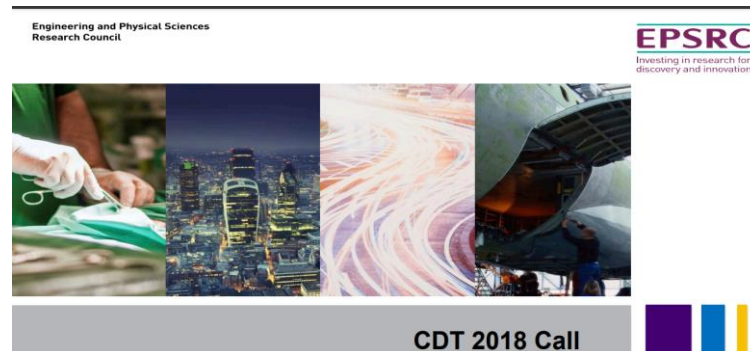 Engineering and Physical Sciences
Research Council
EPSRC
Investing in research for
discovery and innovation
CDT 2018 Call